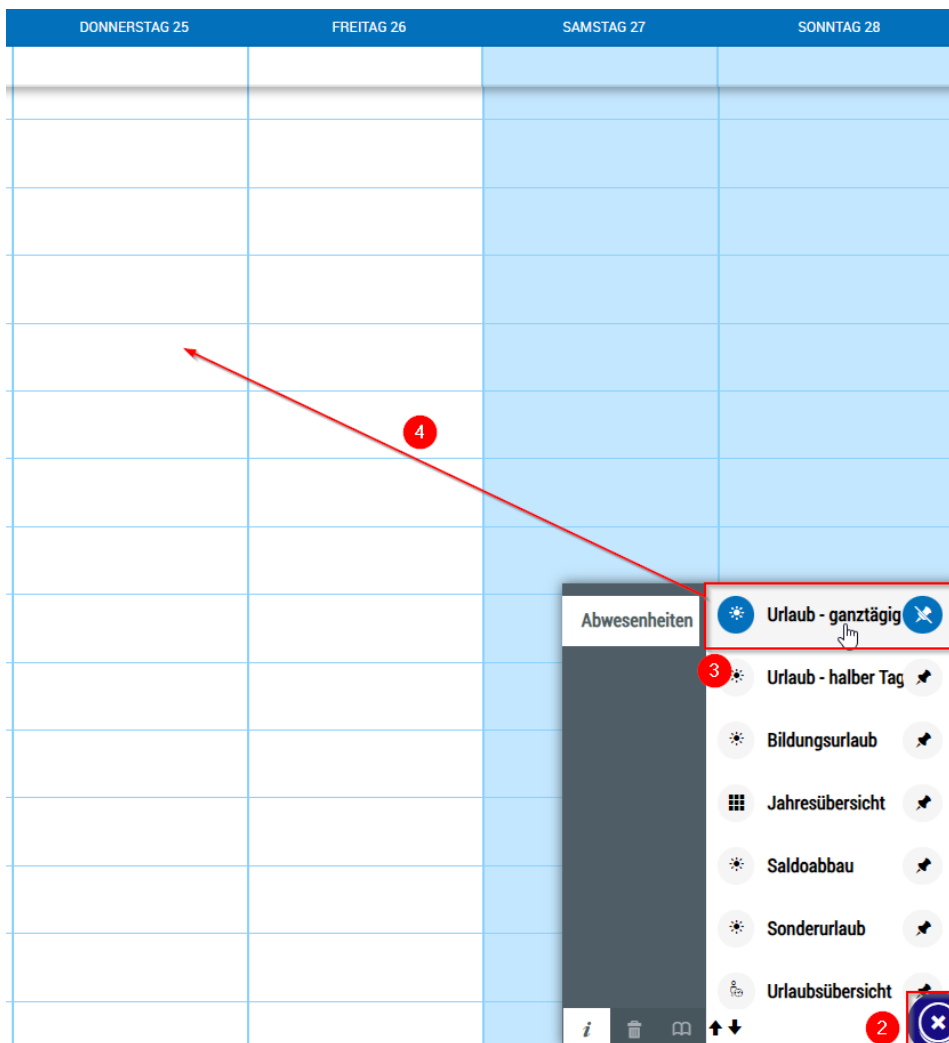 DONNERSTAG 25
FREITAG 26
SAMSTAG 27
SONNTAG 28
4
Abwesenheiten
Urlaub - ganztägig
3
Urlaub - halber Tag
Bildungsurlaub
Jahresübersicht
Saldoabbau
Sonderurlaub
Urlaubsübersicht
i
2